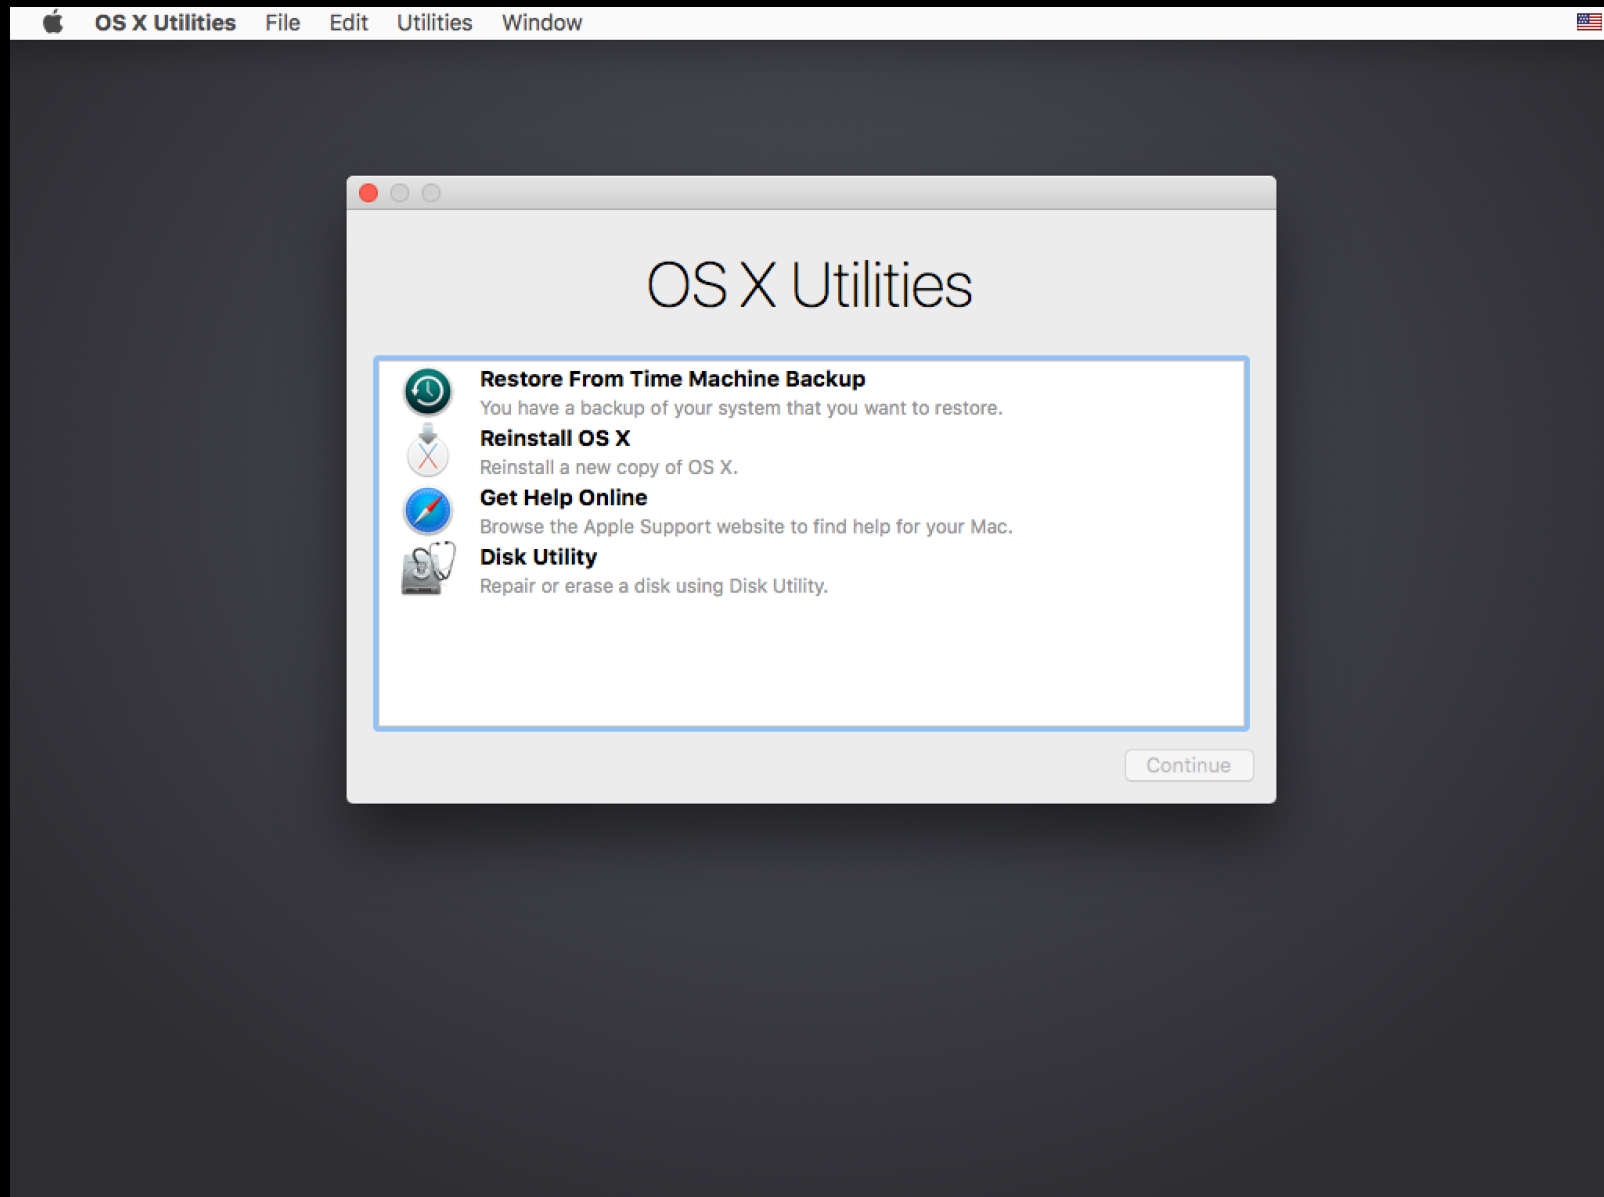 OS X Utilities File Edit Utilities Window
OS X Utilities
Restore From Time Machine Backup
You have a backup of your system that you want to restore.
Reinstall OS X
Reinstall a new copy of OS X.
Get Help Online
Browse the Apple Support website to find help for your Mac.
Disk Utility
Repair or erase a disk using Disk Utility.
Continue